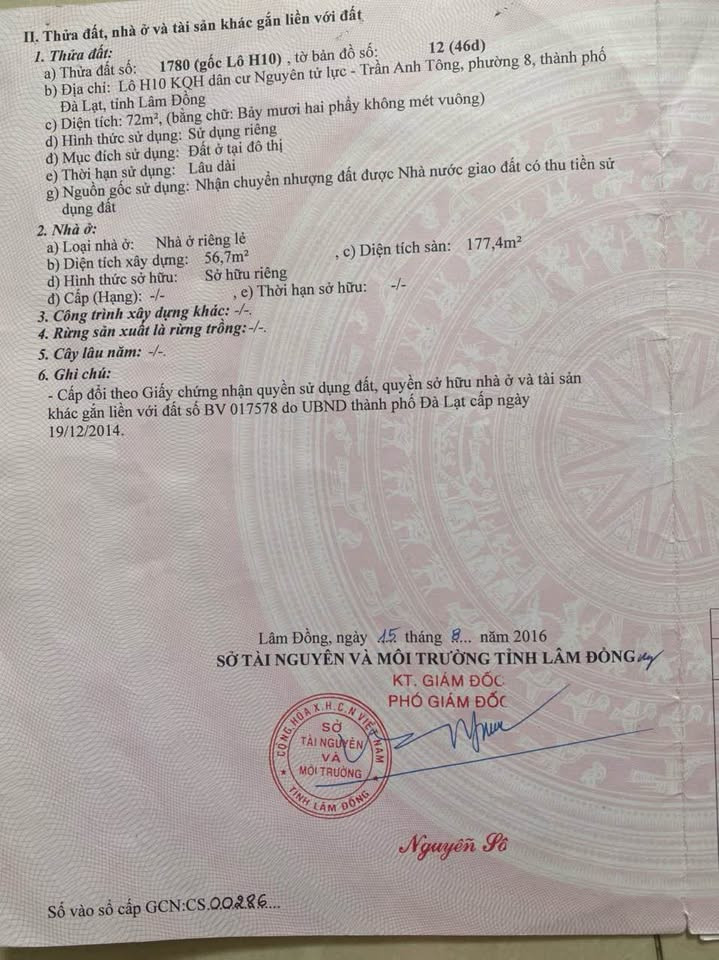 II. Thửa đất, nhà ở và tài sản khác gắn liền với đất
1. Thửa đất:
a) Thửa đất số: 1780 (gốc Lô H10) , tờ bản đồ số: 12 (46d)
b) Địa chỉ: Lô H10 KQH dân cư Nguyên tử lực - Trần Anh Tông, phường 8, thành phố
Đà Lạt, tỉnh Lâm Đồng
c) Diện tích: 72m², (bằng chữ: Bảy mươi hai phẩy không mét vuông)
d) Hình thức sử dụng: Sử dụng riêng
đ) Mục đích sử dụng: Đất ở tại đô thị
e) Thời hạn sử dụng: Lâu dài
g) Nguồn gốc sử dụng: Nhận chuyển nhượng đất được Nhà nước giao đất có thu tiền sử
dụng đất
2. Nhà ở:
a) Loại nhà ở: Nhà ở riêng lẻ
b) Diện tích xây dựng: 56,7m² , c) Diện tích sàn: 177,4m²
d) Hình thức sở hữu: Sở hữu riêng
đ) Cấp (Hạng): -/- , e) Thời hạn sở hữu: -/-
3. Công trình xây dựng khác: -/-.
4. Rừng sản xuất là rừng trồng: -/-.
5. Cây lâu năm: -/-.
6. Ghi chú:
- Cấp đổi theo Giấy chứng nhận quyền sử dụng đất, quyền sở hữu nhà ở và tài sản
khác gắn liền với đất số BV 017578 do UBND thành phố Đà Lạt cấp ngày
19/12/2014.
Lâm Đồng, ngày 15 tháng 8... năm 2016
SỞ TÀI NGUYÊN VÀ MÔI TRƯỜNG TỈNH LÂM ĐỒNG
KT. GIÁM ĐỐC
PHÓ GIÁM ĐỐC
CỘNG HÒA X.H.C.N VIỆT NAM
SỞ
TÀI NGUYÊN
VÀ
MÔI TRƯỜNG
TỈNH LÂM ĐỒNG
Nguyễn Sô
Số vào sổ cấp GCN:CS.00286...